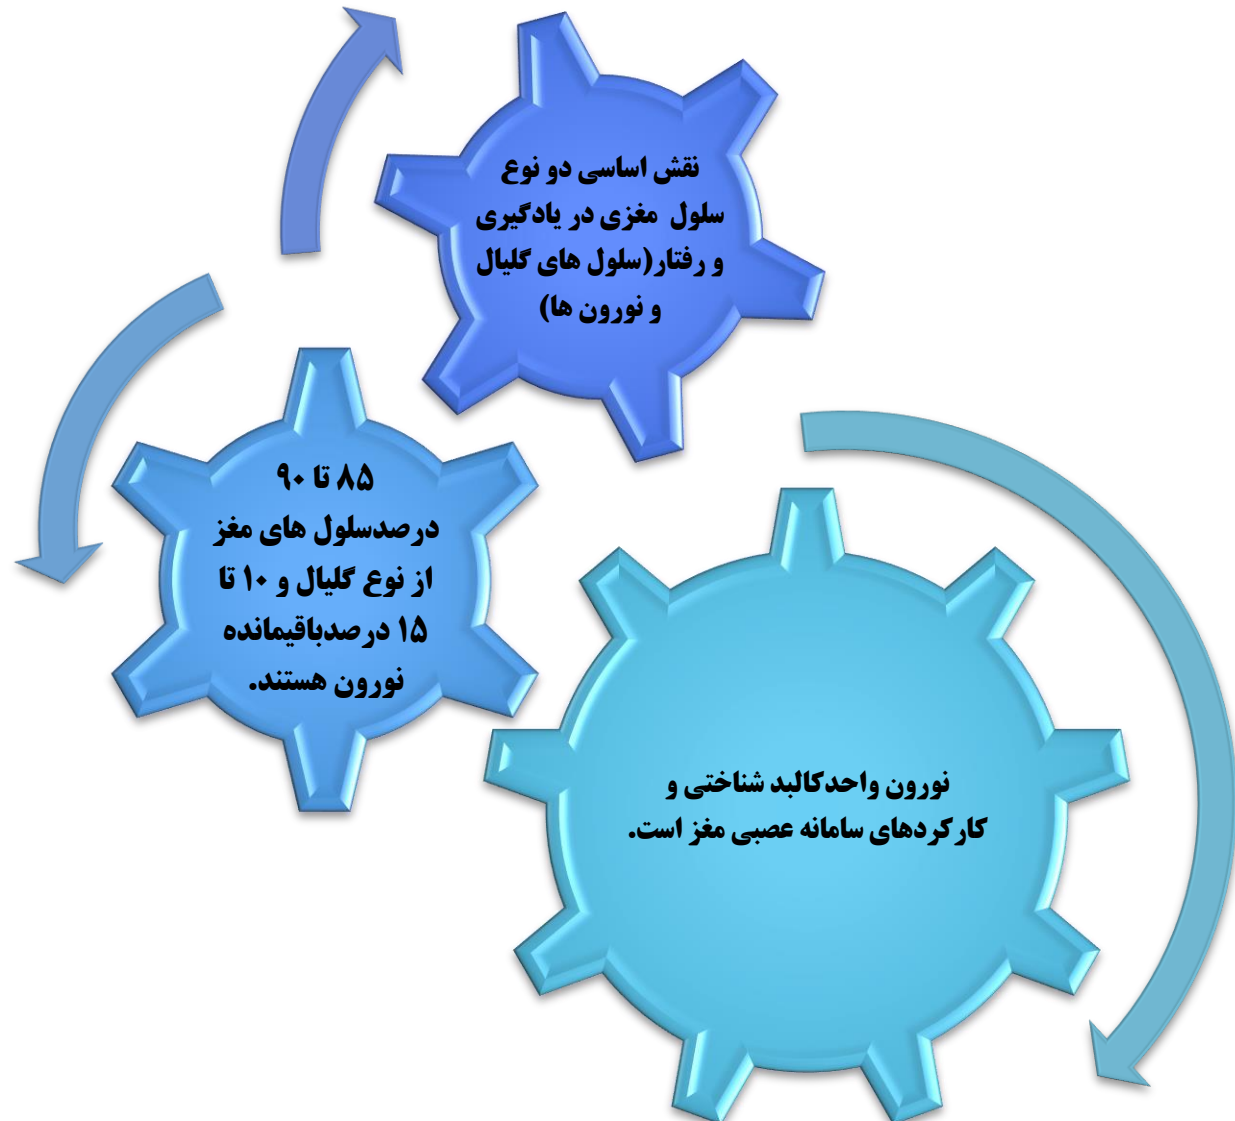 نقش اساسی دو نوع
سلول مغزی در یادگیری
و رفتار(سلول های گلیال
و نورون ها)
۸۵ تا ۹۰
درصدسلول های مغز
از نوع گلیال و ۱۰ تا
۱۵ درصدباقیمانده
نورون هستند.
نورون واحدکالبد شناختی و
کارکردهای سامانه عصبی مغز است.